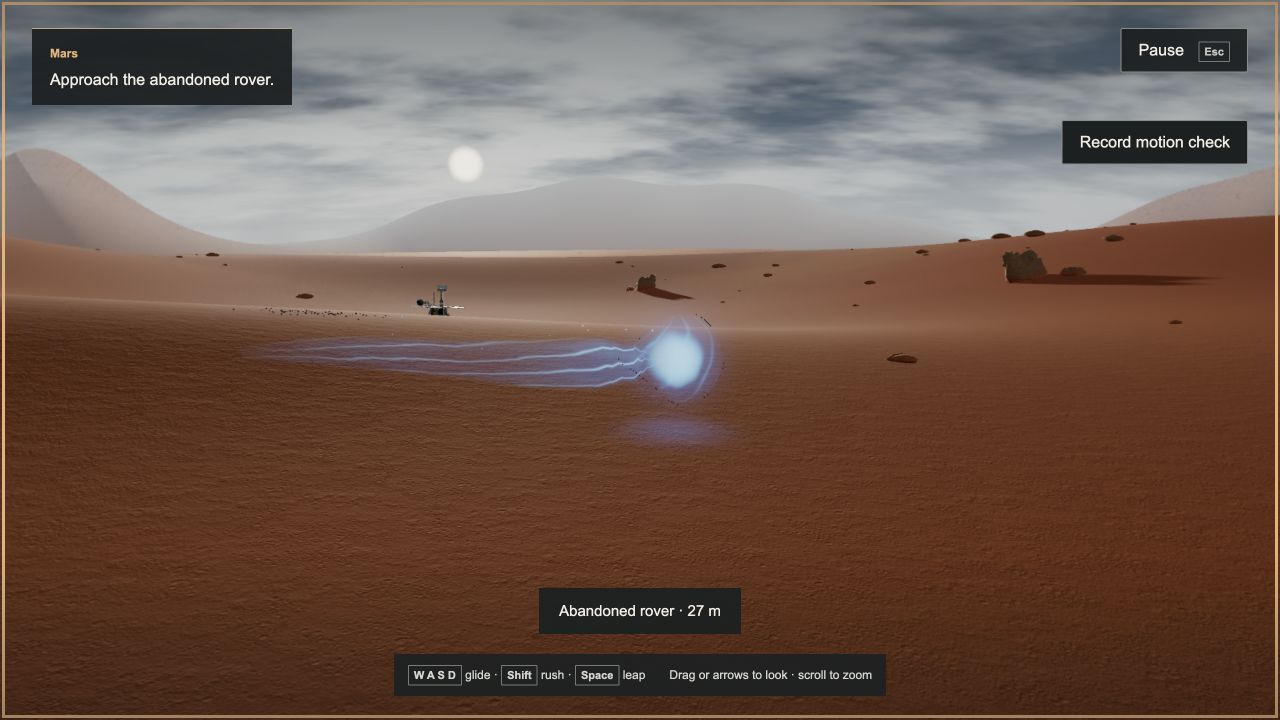 Mars
Approach the abandoned rover.
Pause Esc
Record motion check
Abandoned rover · 27 m
W A S D glide · Shift rush · Space leap Drag or arrows to look · scroll to zoom